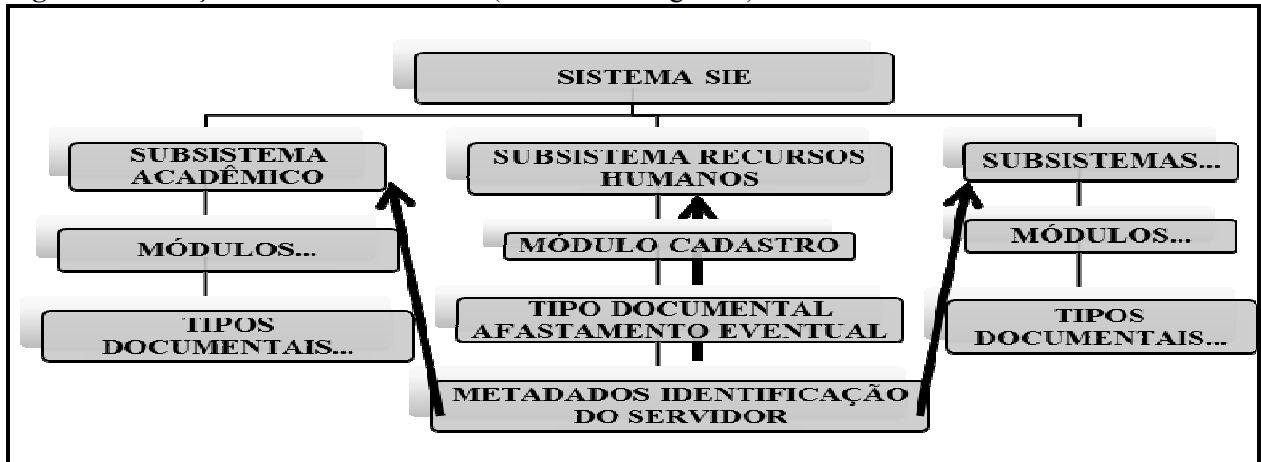 SISTEMA SIE
SUBSISTEMA
ACADÊMICO
SUBSISTEMA RECURSOS
HUMANOS
SUBSISTEMAS...
MÓDULOS...
MÓDULO CADASTRO
MÓDULOS...
TIPOS
DOCUMENTAIS...
TIPO DOCUMENTAL
AFASTAMENTO EVENTUAL
TIPOS
DOCUMENTAIS...
METADADOS IDENTIFICAÇÃO
DO SERVIDOR